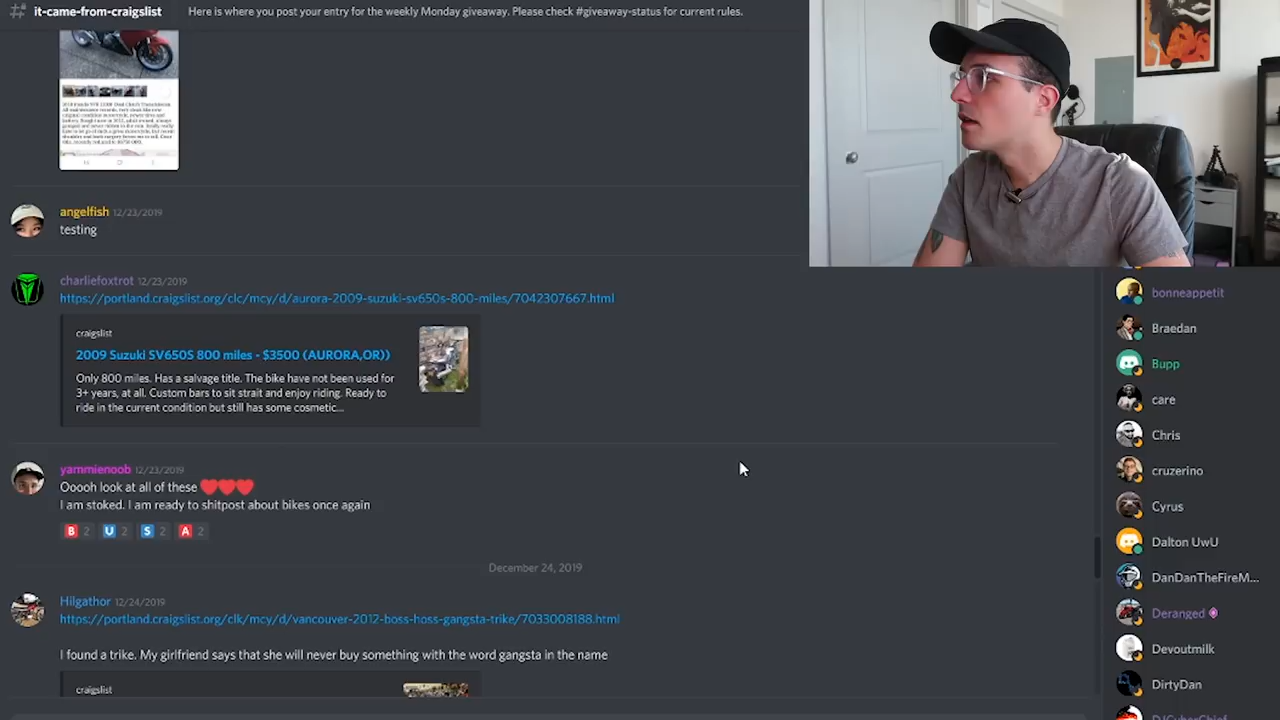 it-came-from-craigslist
Here is where you post your entry for the weekly Monday giveaway. Please check #giveaway-status for current rules.
angelfish 12/23/2019
testing
charliefoxtrot 12/23/2019
https://portland.craigslist.org/clc/mcy/d/aurora-2009-suzuki-sv650s-800-miles/7042307667.html
craigslist
2009 Suzuki SV650S 800 miles - $3500 (AURORA,OR))
Only 800 miles. Has a salvage title. The bike have not been used for
3+ years, at all. Custom bars to sit strait and enjoy riding. Ready to
ride in the current condition but still has some cosmetic...
yammienoob 12/23/2019
Ooooh look at all of these
I am stoked. I am ready to shitpost about bikes once again
B 2 U 2 S 2 A 2
December 24, 2019
Hilgathor 12/24/2019
https://portland.craigslist.org/clk/mcy/d/vancouver-2012-boss-hoss-gangsta-trike/7033008188.html
I found a trike. My girlfriend says that she will never buy something with the word gangsta in the name
craigslist
bonneappetit
Braedan
Bupp
care
Chris
cruzerino
Cyrus
Dalton UwU
DanDanTheFireM...
Deranged
Devoutmilk
DirtyDan